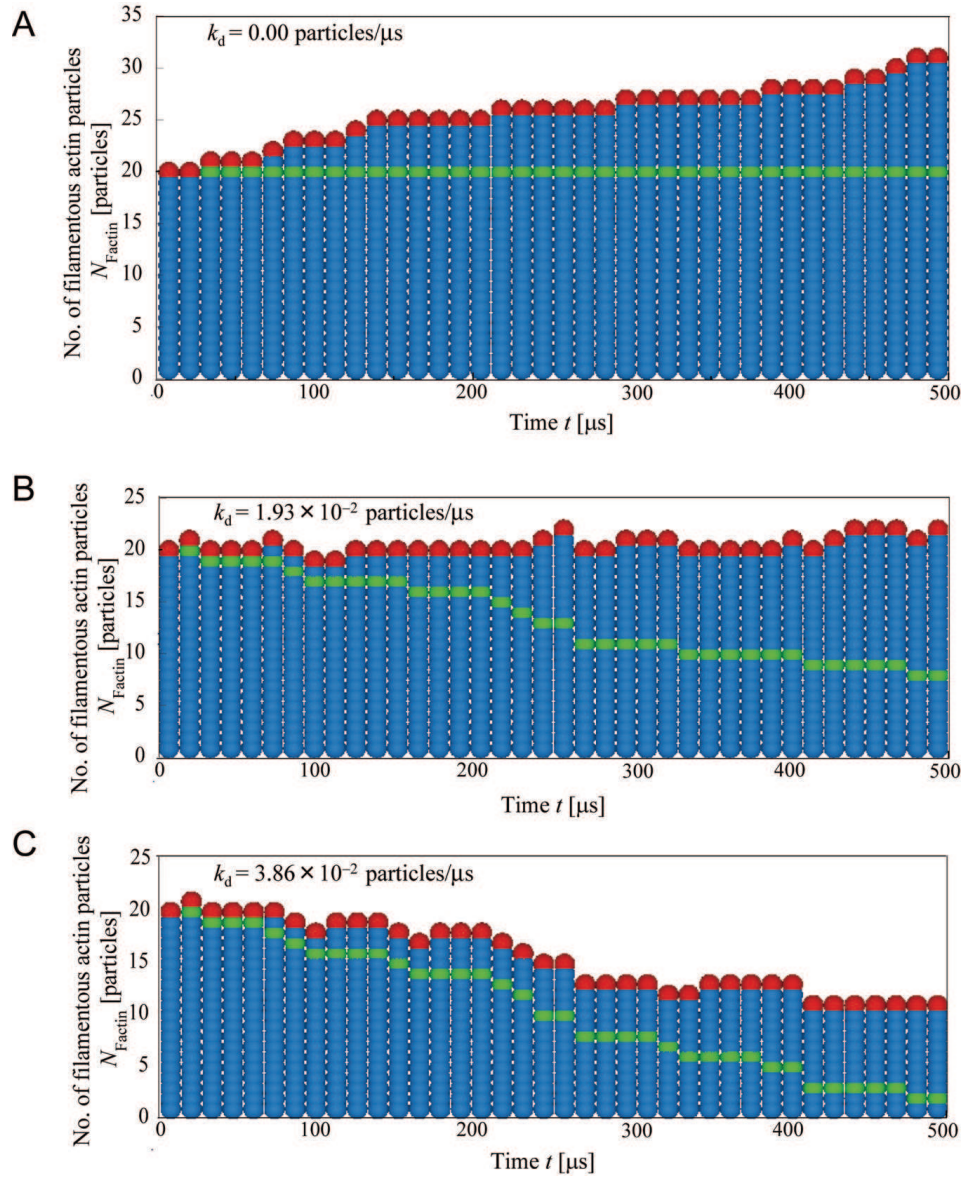 A
k_d = 0.00 particles/μs
No. of filamentous actin particles
N_Factin [particles]
35
30
25
20
15
10
5
0
0
100
200
300
400
500
Time t [μs]
B
k_d = 1.93 × 10⁻² particles/μs
No. of filamentous actin particles
N_Factin [particles]
25
20
15
10
5
0
0
100
200
300
400
500
Time t [μs]
C
k_d = 3.86 × 10⁻² particles/μs
No. of filamentous actin particles
N_Factin [particles]
25
20
15
10
5
0
0
100
200
300
400
500
Time t [μs]